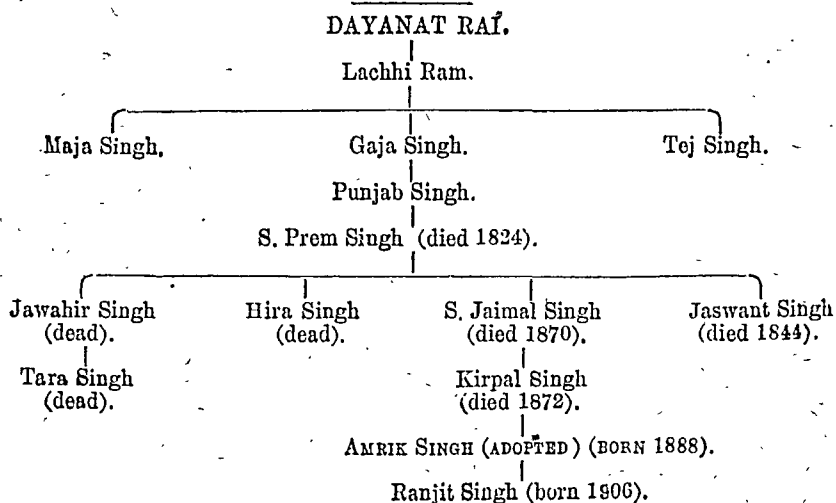 DAYANAT RAI.
Lachhi Ram.
Maja Singh. Gaja Singh. Tej Singh.
Punjab Singh.
S. Prem Singh (died 1824).
Jawahir Singh Hira Singh S. Jaimal Singh Jaswant Singh
(dead). (dead). (died 1870). (died 1844).
Tara Singh Kirpal Singh
(dead). (died 1872).
AMRIK SINGH (ADOPTED) (BORN 1888).
Ranjit Singh (born 1906).